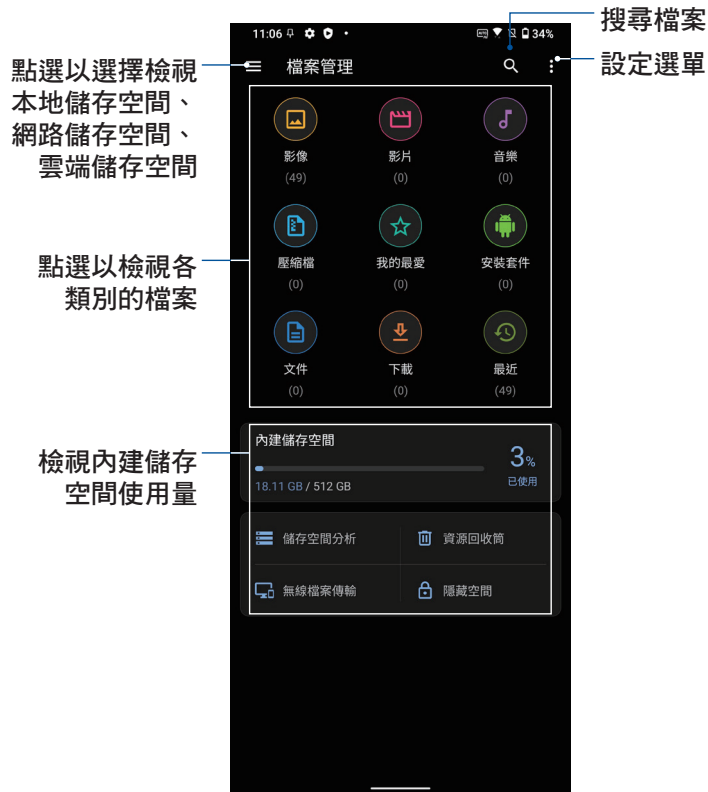 搜尋檔案
設定選單
點選以選擇檢視
本地儲存空間、
網路儲存空間、
雲端儲存空間
點選以檢視各
類別的檔案
檢視內建儲存
空間使用量
11:06
34%
檔案管理
影像
影片
音樂
(49)
(0)
(0)
壓縮檔
我的最愛
安裝套件
(0)
(0)
(0)
文件
下載
最近
(0)
(0)
(49)
內建儲存空間
3%
18.11 GB / 512 GB
已使用
儲存空間分析
資源回收筒
無線檔案傳輸
隱藏空間